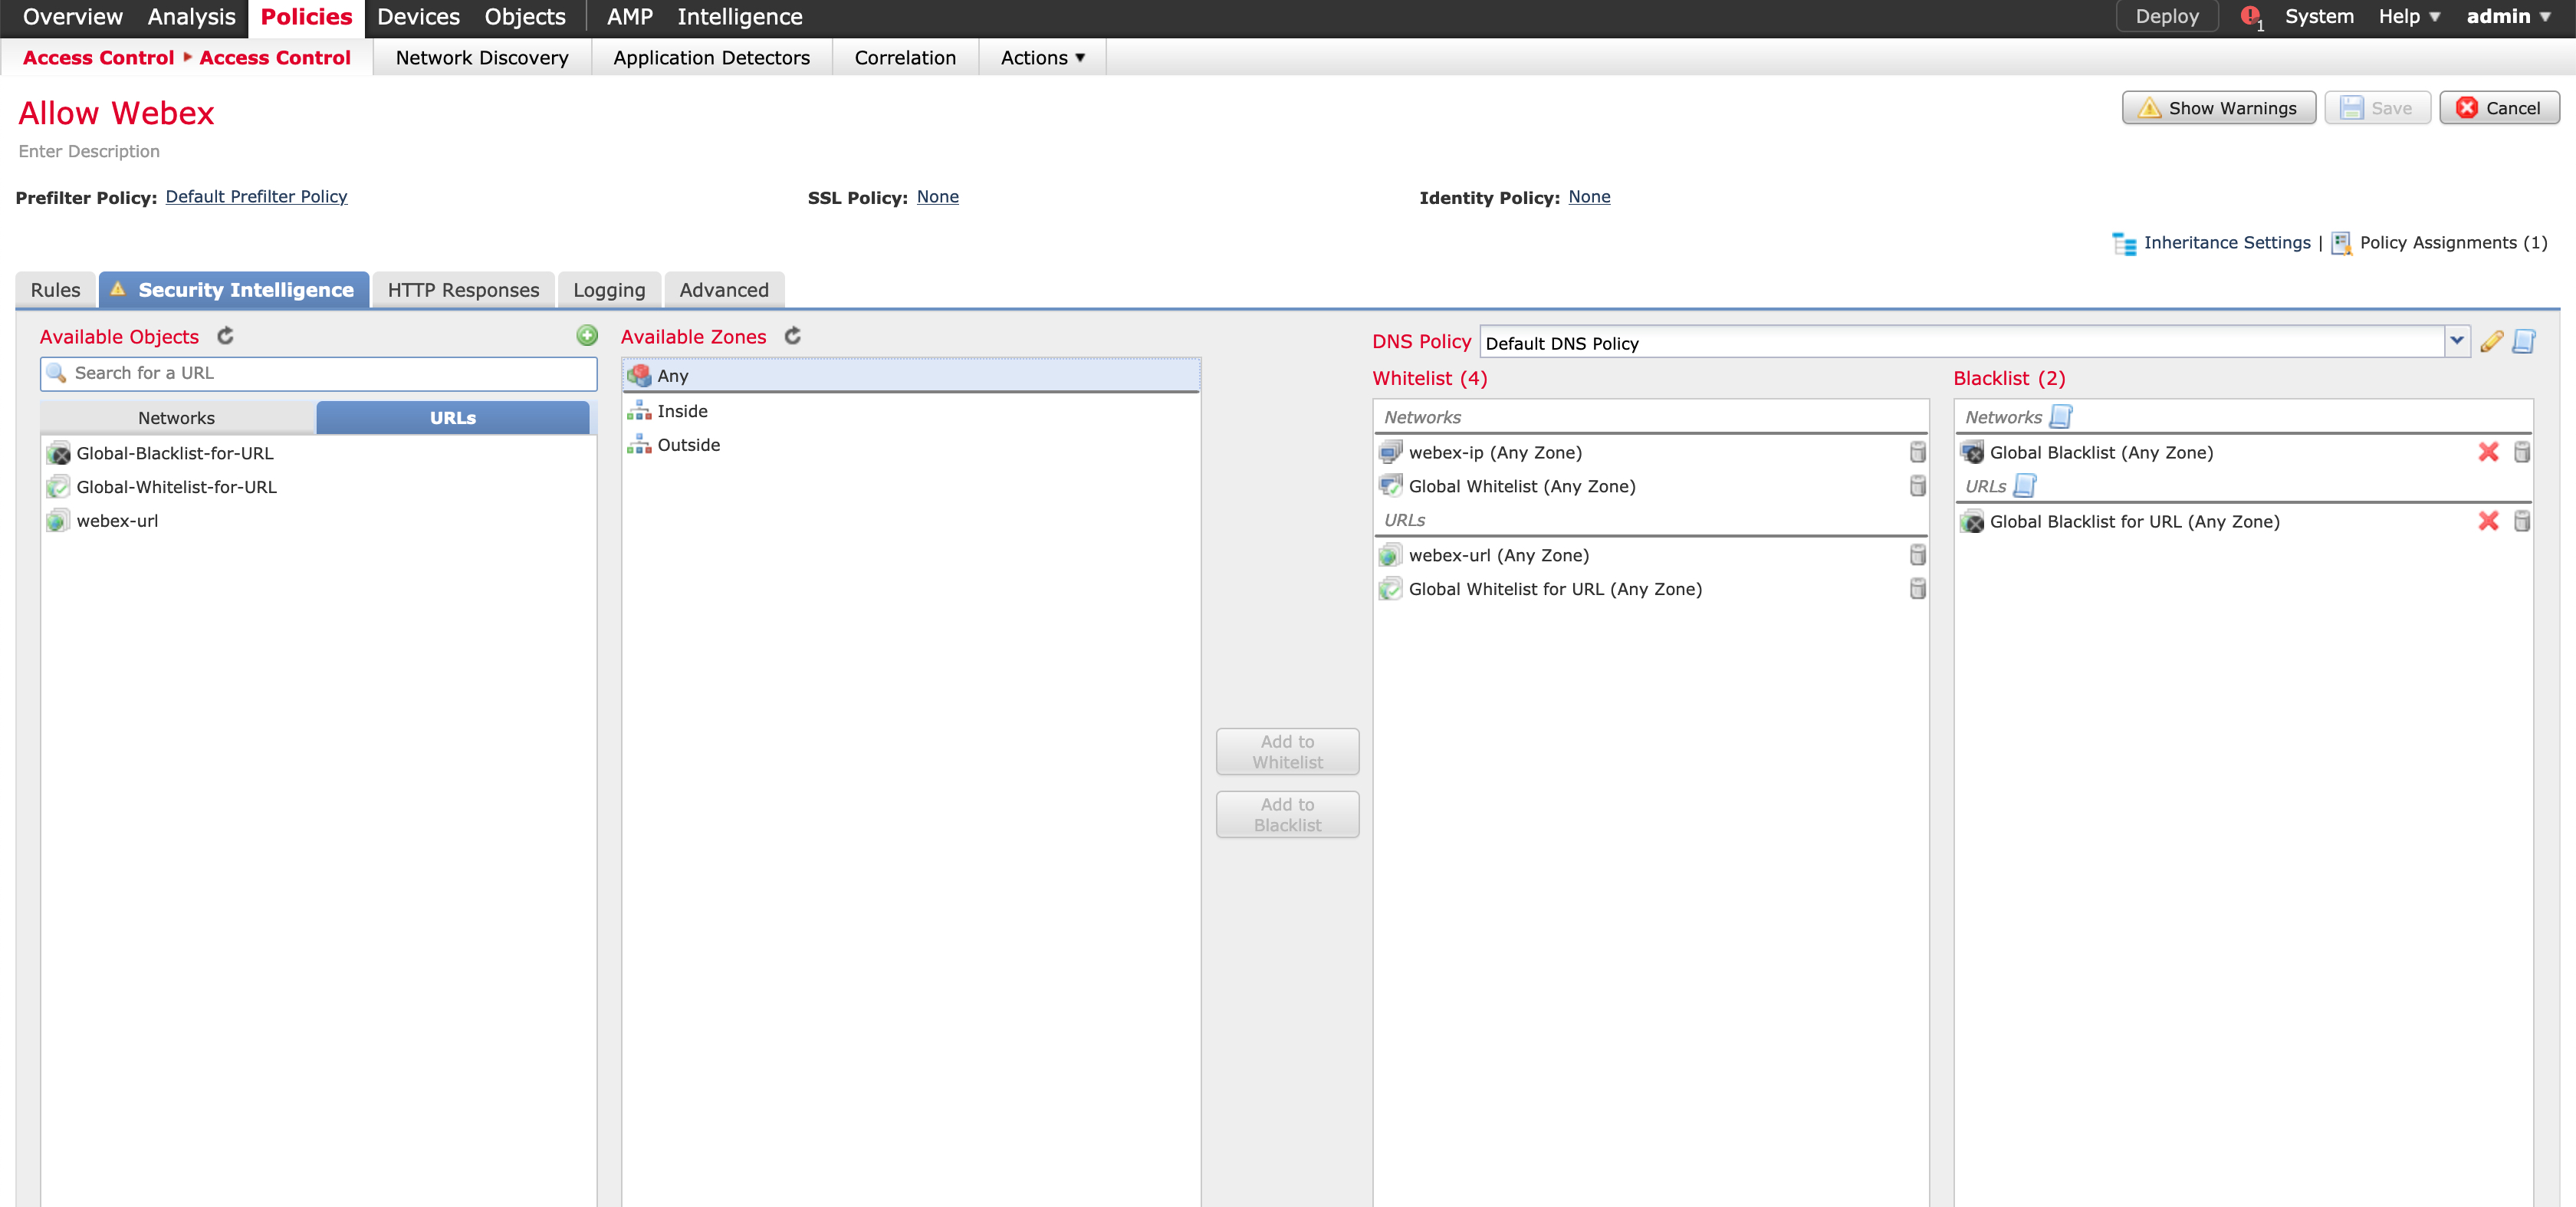 Overview Analysis Policies Devices Objects AMP Intelligence Deploy 1 System Help ▼ admin ▼
Access Control ▸ Access Control Network Discovery Application Detectors Correlation Actions ▼
Allow Webex
Show Warnings Save Cancel
Enter Description
Prefilter Policy: Default Prefilter Policy SSL Policy: None Identity Policy: None
Inheritance Settings | Policy Assignments (1)
Rules Security Intelligence HTTP Responses Logging Advanced
Available Objects
Search for a URL
Networks URLs
Global-Blacklist-for-URL
Global-Whitelist-for-URL
webex-url
Available Zones
Any
Inside
Outside
Add to
Whitelist
Add to
Blacklist
DNS Policy Default DNS Policy
Whitelist (4)
Networks
webex-ip (Any Zone)
Global Whitelist (Any Zone)
URLs
webex-url (Any Zone)
Global Whitelist for URL (Any Zone)
Blacklist (2)
Networks
Global Blacklist (Any Zone)
URLs
Global Blacklist for URL (Any Zone)